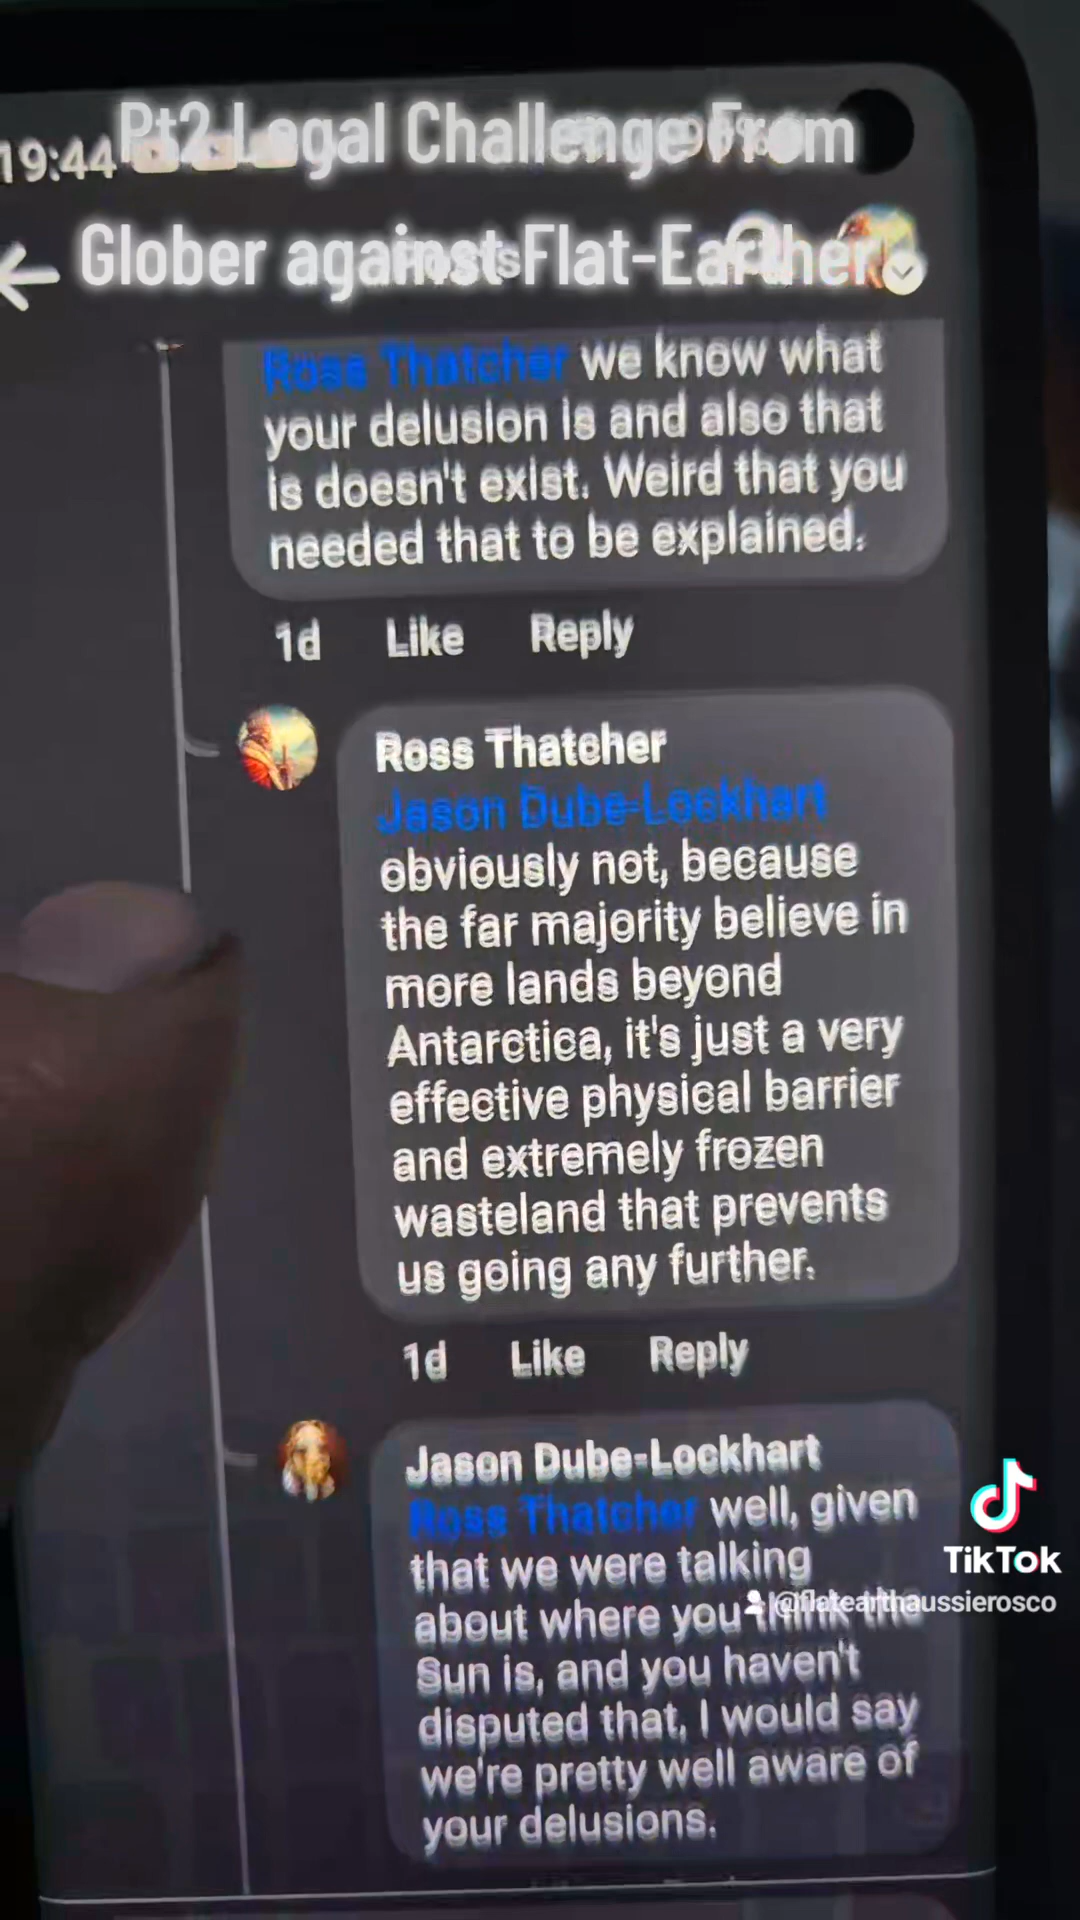 Pt2 Legal Challenge From
19:44
Glober against Flat-Earther
Posts
Ross Thatcher we know what
your delusion is and also that
is doesn't exist. Weird that you
needed that to be explained.
1d Like Reply
Ross Thatcher
Jason Dube-Lockhart
obviously not, because
the far majority believe in
more lands beyond
Antarctica, it's just a very
effective physical barrier
and extremely frozen
wasteland that prevents
us going any further.
1d Like Reply
Jason Dube-Lockhart
Ross Thatcher well, given
that we were talking
about where you think the
Sun is, and you haven't
disputed that, I would say
we're pretty well aware of
your delusions.
TikTok
@flatearthaussierosco